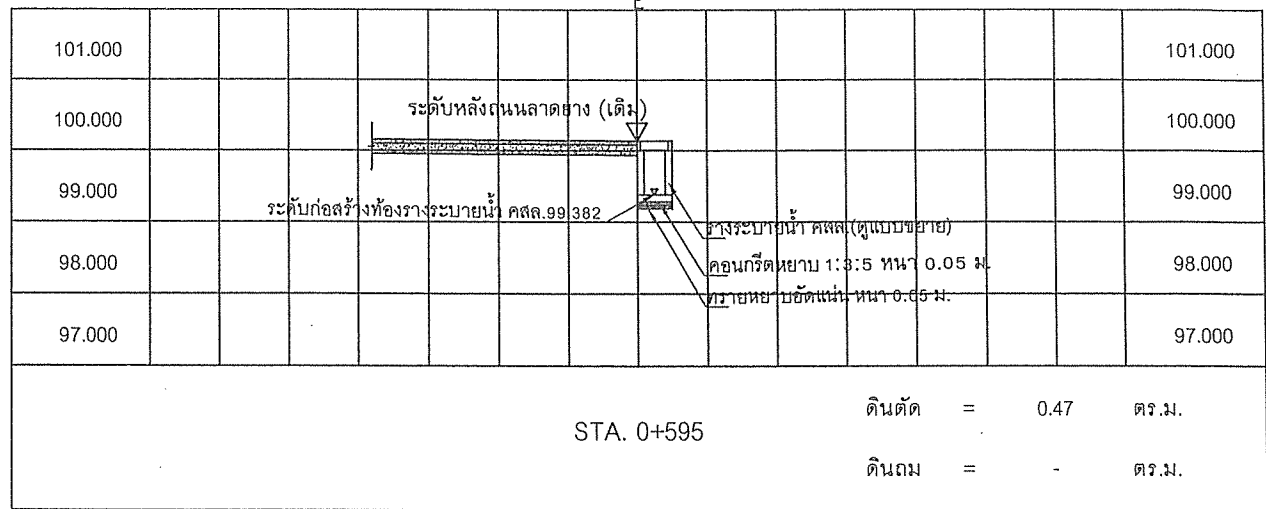 101.000 101.000
ระดับหลังถนนลาดยาง (เดิม)
100.000 100.000
99.000 99.000
ระดับก่อสร้างท้องรางระบายน้ำ คสล.99.382
รางระบายน้ำ คสล.(ดูแบบขยาย)
98.000 98.000
คอนกรีตหยาบ 1:3:5 หนา 0.05 ม.
ทรายหยาบอัดแน่น หนา 0.05 ม.
97.000 97.000
ดินตัด = 0.47 ตร.ม.
STA. 0+595
ดินถม = - ตร.ม.